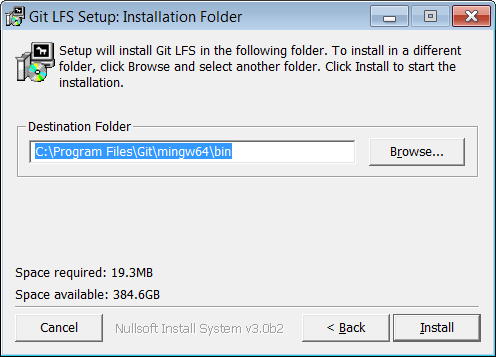 Git LFS Setup: Installation Folder
Setup will install Git LFS in the following folder. To install in a different
folder, click Browse and select another folder. Click Install to start the
installation.
Destination Folder
C:\Program Files\Git\mingw64\bin
Browse...
Space required: 19.3MB
Space available: 384.6GB
Cancel
Nullsoft Install System v3.0b2
< Back
Install